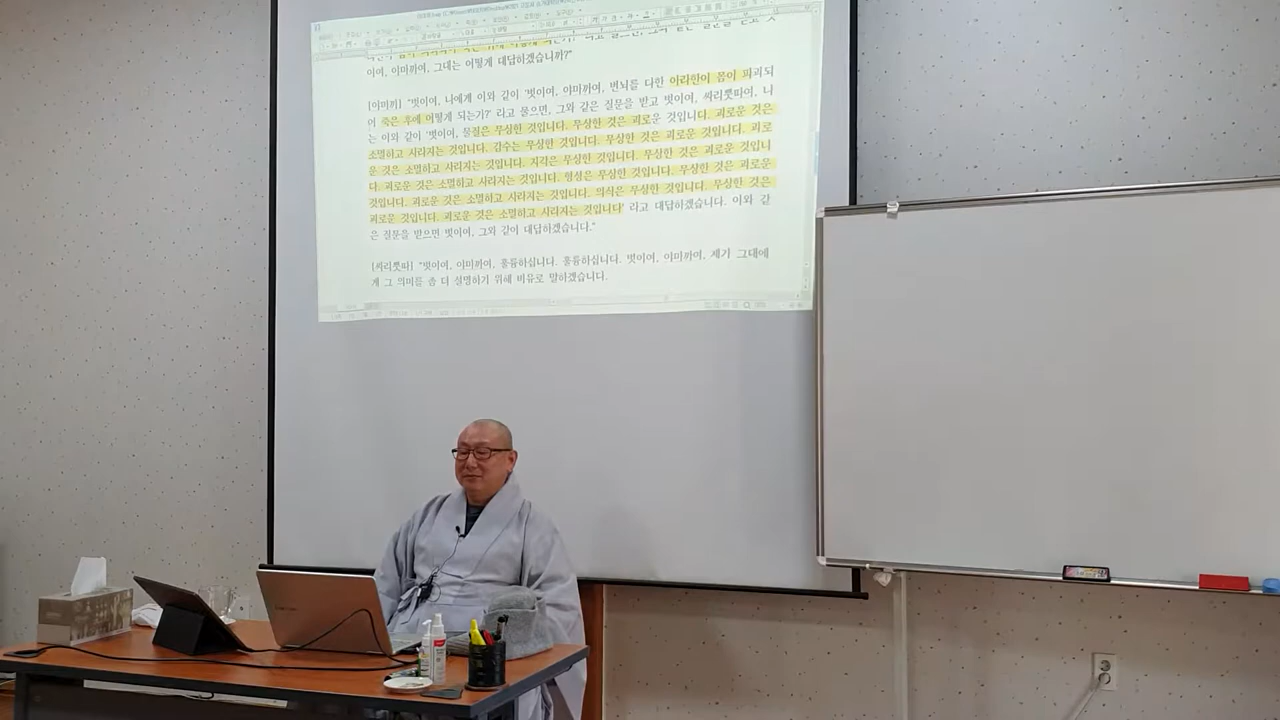 이여, 야마까여, 그대는 어떻게 대답하겠습니까?"
[야마까] "벗이여, 나에게 이와 같이 '벗이여, 야마까여, 번뇌를 다한 아라한이 몸이 파괴되
어 죽은 후에 어떻게 되는가?' 라고 물으면, 그와 같은 질문을 받고 벗이여, 싸리뿟따여, 나
는 이와 같이 '벗이여, 물질은 무상한 것입니다. 무상한 것은 괴로운 것입니다. 괴로운 것은
소멸하고 사라지는 것입니다. 감수는 무상한 것입니다. 무상한 것은 괴로운 것입니다. 괴로
운 것은 소멸하고 사라지는 것입니다. 지각은 무상한 것입니다. 무상한 것은 괴로운 것입니
다. 괴로운 것은 소멸하고 사라지는 것입니다. 형성은 무상한 것입니다. 무상한 것은 괴로운
것입니다. 괴로운 것은 소멸하고 사라지는 것입니다. 의식은 무상한 것입니다. 무상한 것은
괴로운 것입니다. 괴로운 것은 소멸하고 사라지는 것입니다' 라고 대답하겠습니다. 이와 같
은 질문을 받으면 벗이여, 그와 같이 대답하겠습니다."
[싸리뿟따] "벗이여, 야마까여, 훌륭하십니다. 훌륭하십니다. 벗이여, 야마까여, 제가 그대에
게 그 의미를 좀 더 설명하기 위해 비유로 말하겠습니다.